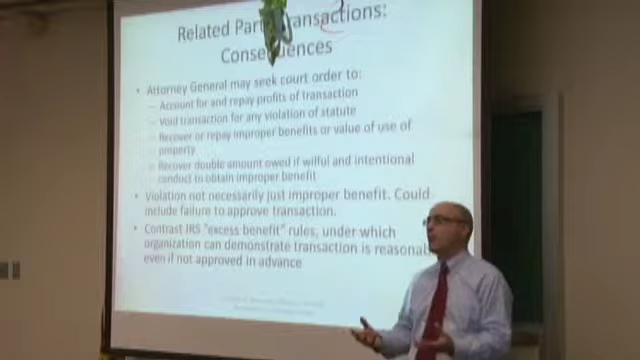 Related Party Transactions:
Consequences
• Attorney General may seek court order to:
– Account for and repay profits of transaction
– Void transaction for any violation of statute
– Recover or repay improper benefits or value of use of
property
– Recover double amount owed if wilful and intentional
conduct to obtain improper benefit
• Violation not necessarily just improper benefit. Could
include failure to approve transaction.
• Contrast IRS "excess benefit" rules, under which
organization can demonstrate transaction is reasonabl
even if not approved in advance